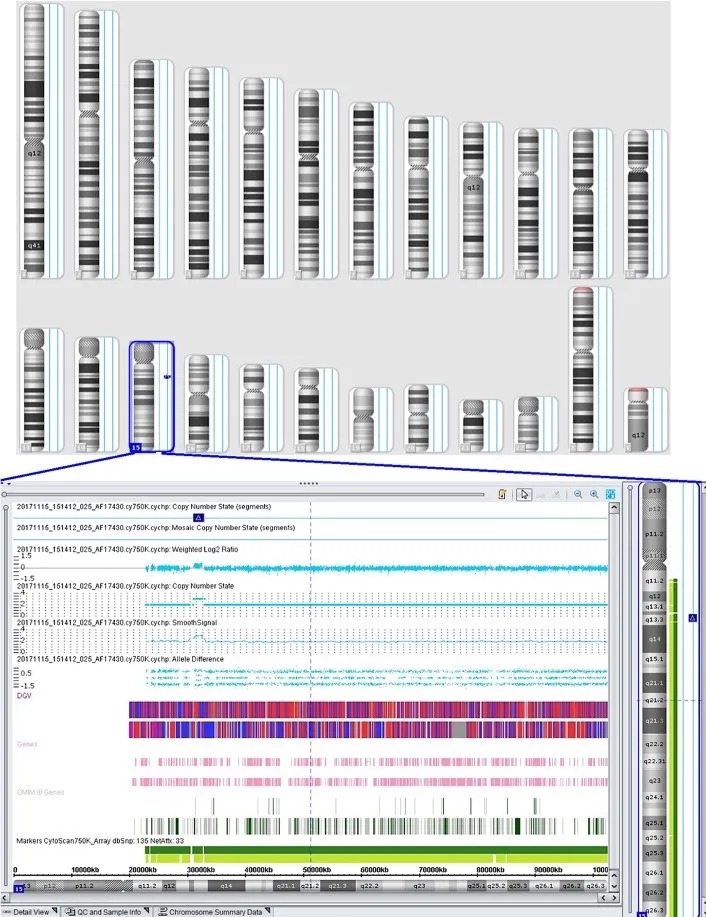 q12
q41
q12
q12
15
20171116_151412_025_AF17430.cychp: Copy Number State (segments)
20171116_151412_025_AF17430.cy750K.cychp: Mosaic Copy Number State (segments)
20171116_151412_025_AF17430.cy750K.cychp: Weighted Log2 Ratio
1.5
0
-1.5
20171116_151412_025_AF17430.cy750K.cychp: Copy Number State
4
2
0
20171116_151412_025_AF17430.cy750K.cychp: SmoothSignal
4
2
0
20171116_151412_025_AF17430.cy750K.cychp: Allele Difference
0.5
-1.5
DGV
Genes
OMIM ® Genes
Markers CytoScan750K_Array dbSnp: 135 NetAffx: 33
0 10000kb 20000kb 30000kb 40000kb 50000kb 60000kb 70000kb 80000kb 90000kb 1000
15 p12 p11.2 q11.2 q12 q14 q21.1 q21.2 q21.3 q22.2 q23 q25.1 q25.2 q25.3 q26.1 q26.2 q26.3
Detail View QC and Sample Info Chromosome Summary Data
p13
p12
p11.2
p11.1
q11.2
q12
q13.1
q13.3
q14
q15.1
q21.1
q21.2
q21.3
q22.2
q22.31
q23
q24.1
q25.1
q25.2
q25.3
q26.1
q26.2
q26.3
15